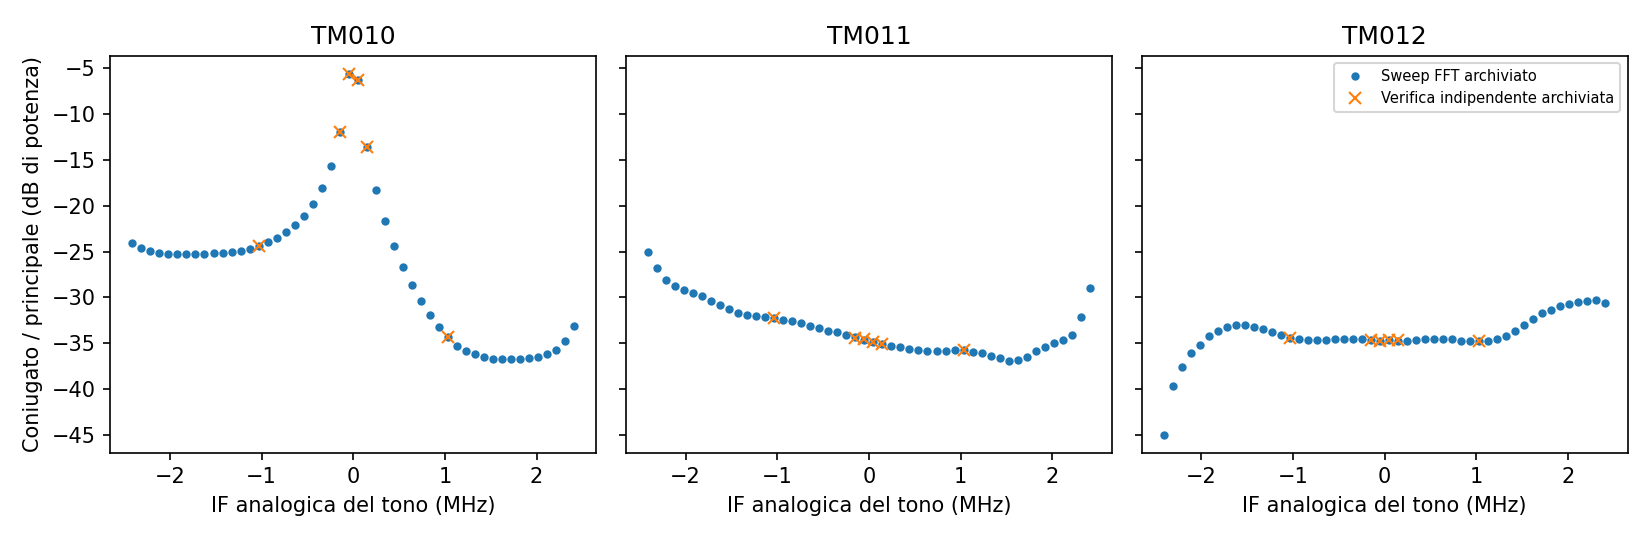 TM010
TM011
TM012
Coniugato / principale (dB di potenza)
−5
−10
−15
−20
−25
−30
−35
−40
−45
Sweep FFT archiviato
Verifica indipendente archiviata
−2 −1 0 1 2
−2 −1 0 1 2
−2 −1 0 1 2
IF analogica del tono (MHz)
IF analogica del tono (MHz)
IF analogica del tono (MHz)